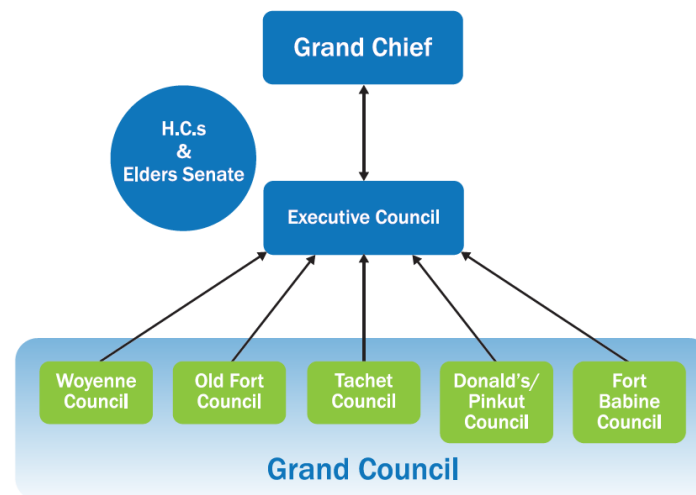 Grand Chief
H.C.s
&
Elders Senate
Executive Council
Woyenne
Council
Old Fort
Council
Tachet
Council
Donald's/
Pinkut
Council
Fort
Babine
Council
Grand Council